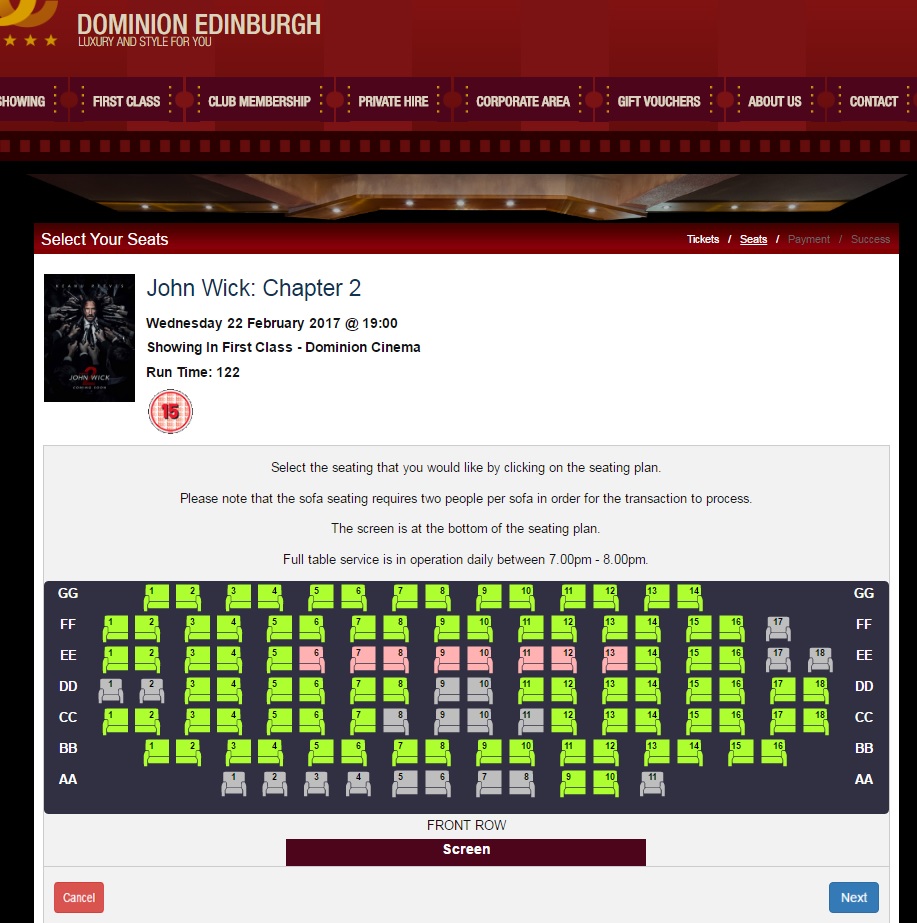 DOMINION EDINBURGH
LUXURY AND STYLE FOR YOU
SHOWING FIRST CLASS CLUB MEMBERSHIP PRIVATE HIRE CORPORATE AREA GIFT VOUCHERS ABOUT US CONTACT
Select Your Seats Tickets / Seats / Payment / Success
KEANU REEVES
JOHN WICK
2
COMING SOON
John Wick: Chapter 2
Wednesday 22 February 2017 @ 19:00
Showing In First Class - Dominion Cinema
Run Time: 122
15
Select the seating that you would like by clicking on the seating plan.
Please note that the sofa seating requires two people per sofa in order for the transaction to process.
The screen is at the bottom of the seating plan.
Full table service is in operation daily between 7.00pm - 8.00pm.
GG 1 2 3 4 5 6 7 8 9 10 11 12 13 14 GG
FF 1 2 3 4 5 6 7 8 9 10 11 12 13 14 15 16 17 FF
EE 1 2 3 4 5 6 7 8 9 10 11 12 13 14 15 16 17 18 EE
DD 1 2 3 4 5 6 7 8 9 10 11 12 13 14 15 16 17 18 DD
CC 1 2 3 4 5 6 7 8 9 10 11 12 13 14 15 16 17 18 CC
BB 1 2 3 4 5 6 7 8 9 10 11 12 13 14 15 16 BB
AA 1 2 3 4 5 6 7 8 9 10 11 AA
FRONT ROW
Screen
Cancel Next